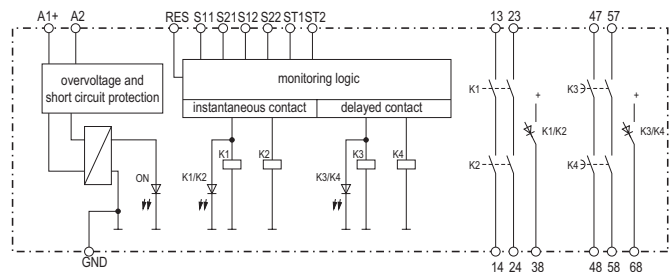 A1+ A2 RES S11 S21 S12 S22 ST1 ST2 13 23 47 57
overvoltage and
short circuit protection
monitoring logic
instantaneous contact delayed contact
K1 K3
+ +
K1/K2 K3/K4
K1 K2 K3 K4
ON K1/K2 K3/K4
K2 K4
GND 14 24 38 48 58 68